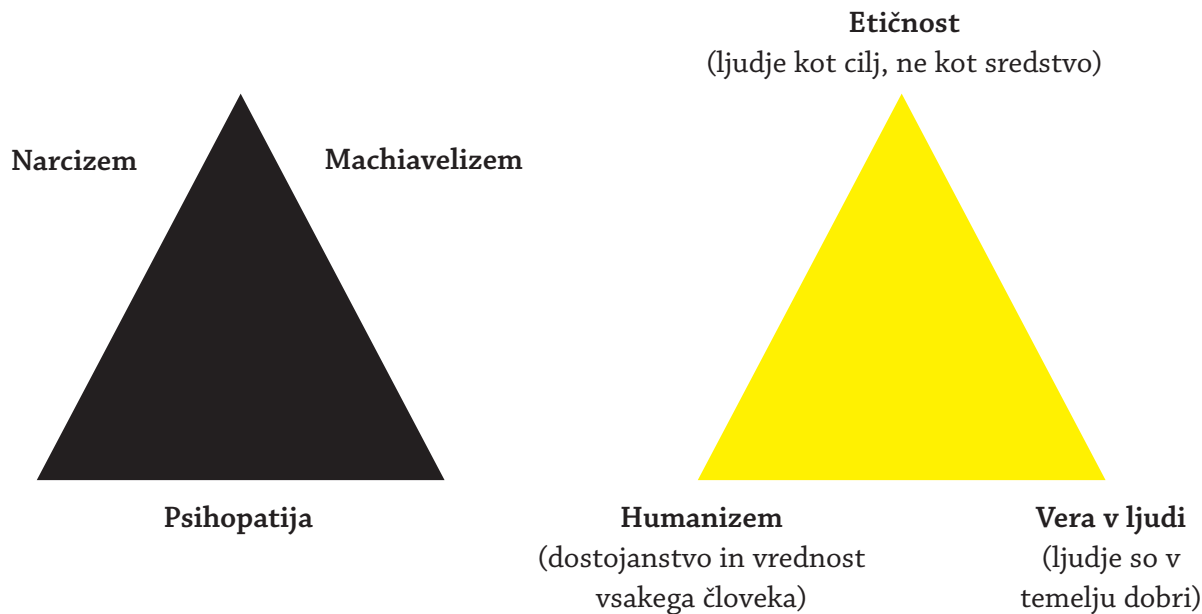 Narcizem
Machiavelizem
Psihopatija
Etičnost
(ljudje kot cilj, ne kot sredstvo)
Humanizem
(dostojanstvo in vrednost
vsakega človeka)
Vera v ljudi
(ljudje so v
temelju dobri)